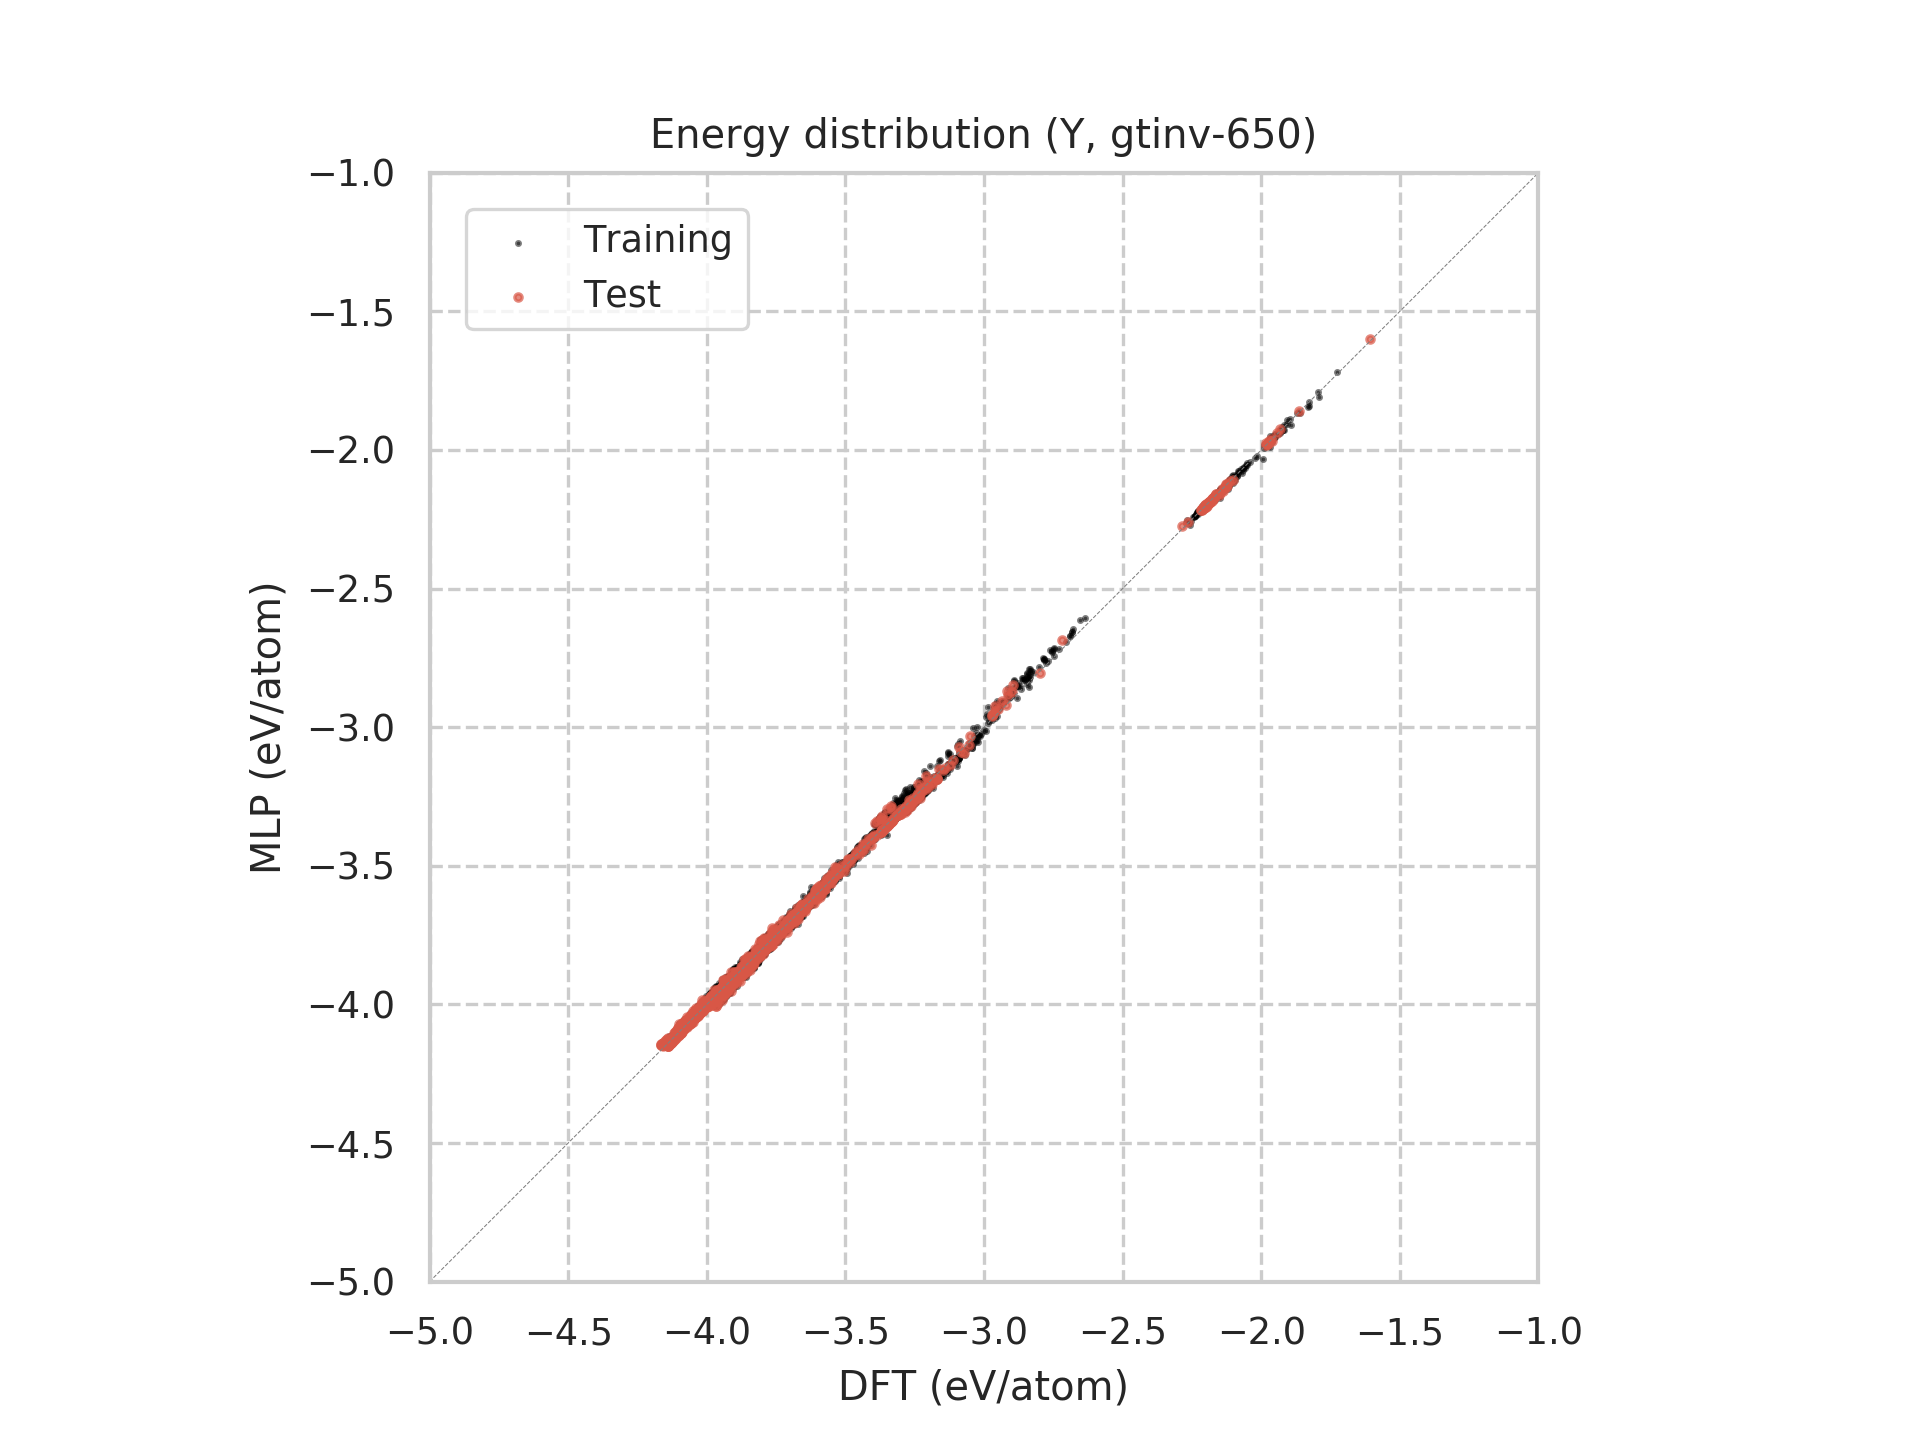 Energy distribution (Y, gtinv-650)
−1.0
−1.5
−2.0
−2.5
−3.0
−3.5
−4.0
−4.5
−5.0
MLP (eV/atom)
Training
Test
−5.0 −4.5 −4.0 −3.5 −3.0 −2.5 −2.0 −1.5 −1.0
DFT (eV/atom)